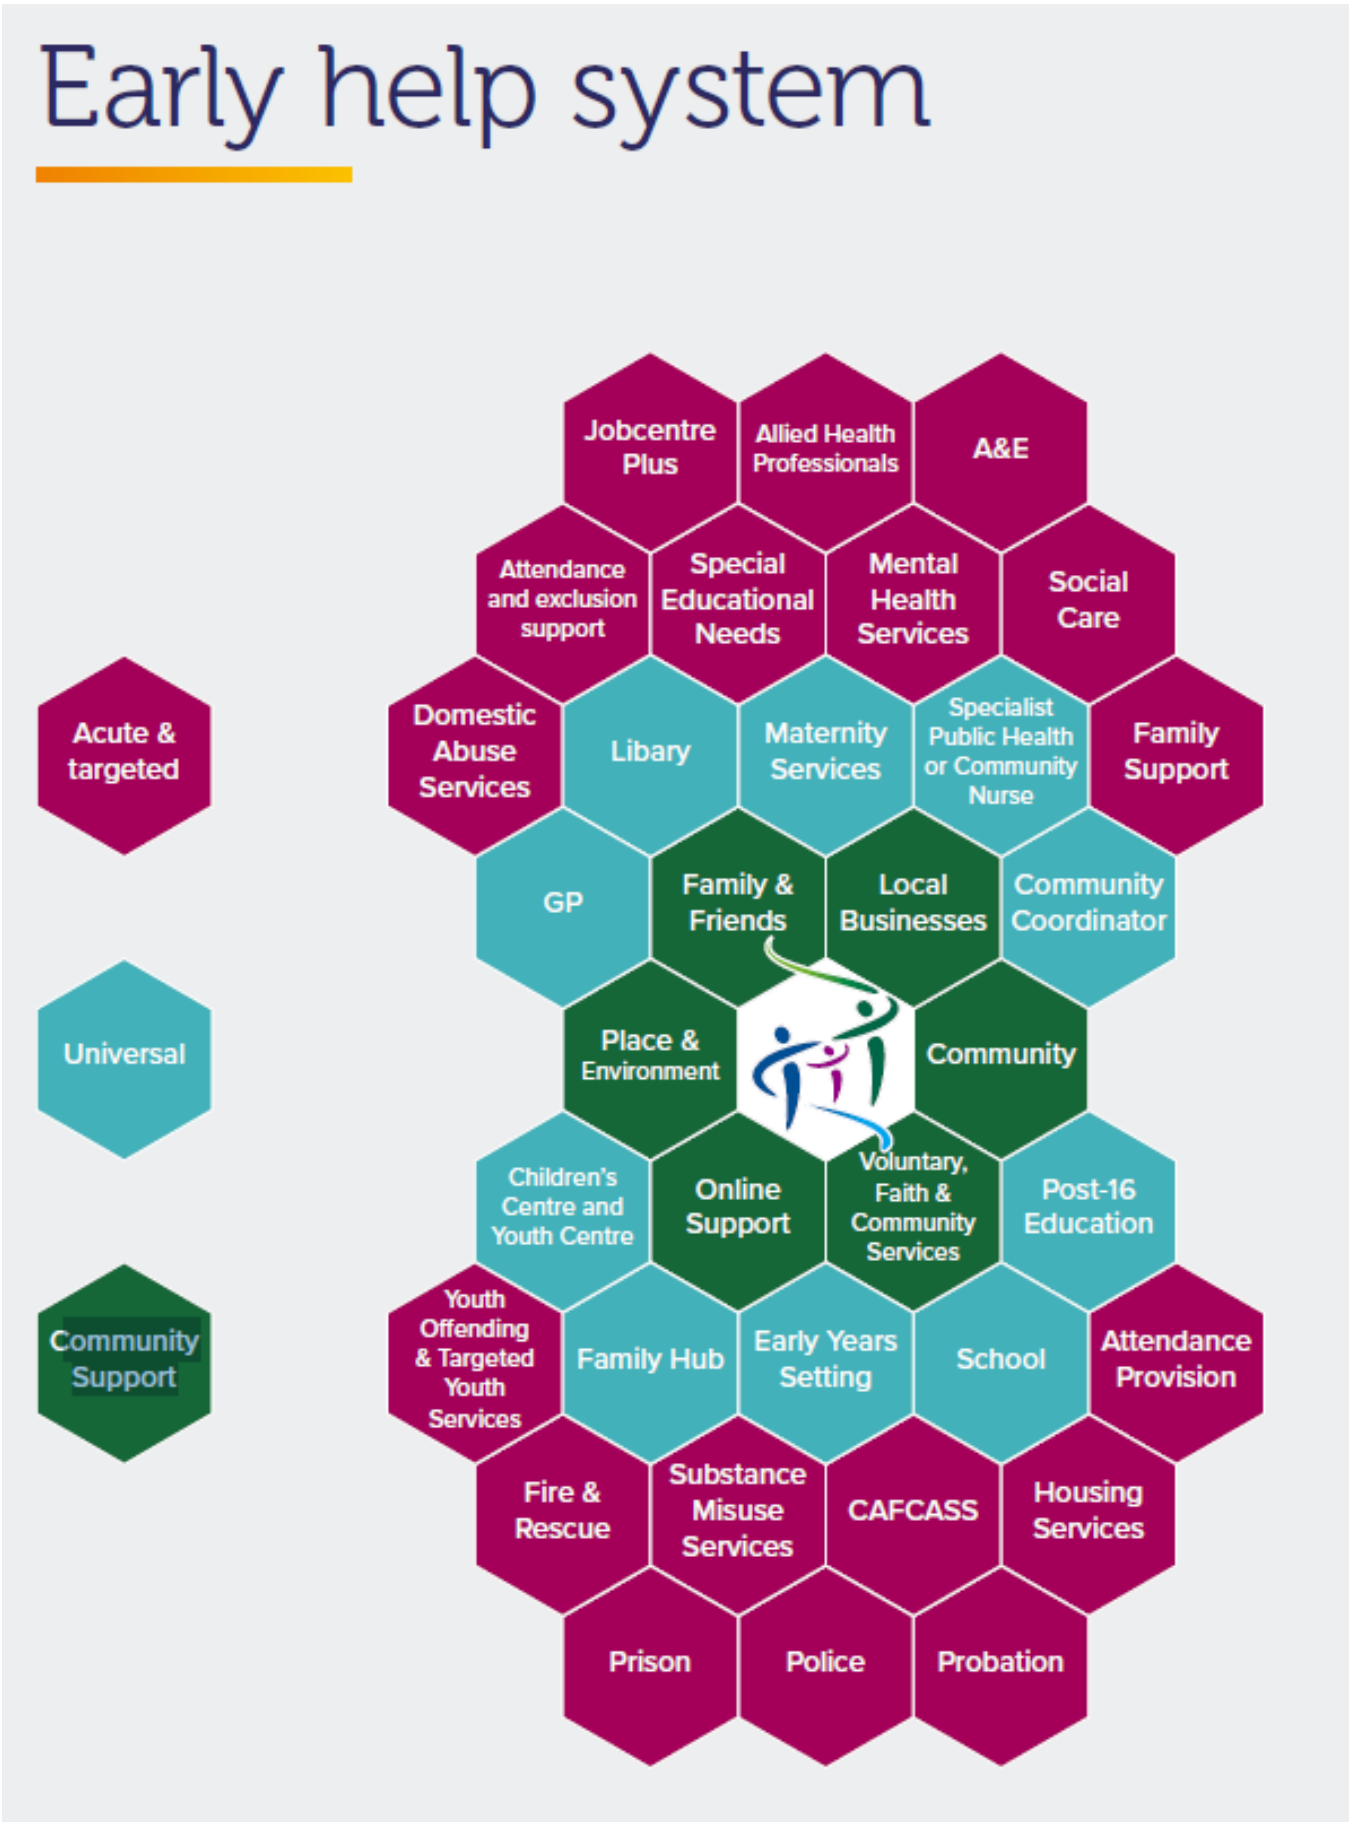 Early help system
Jobcentre
Plus
Allied Health
Professionals
A&E
Attendance
and exclusion
support
Special
Educational
Needs
Mental
Health
Services
Social
Care
Acute &
targeted
Domestic
Abuse
Services
Libary
Maternity
Services
Specialist
Public Health
or Community
Nurse
Family
Support
GP
Family &
Friends
Local
Businesses
Community
Coordinator
Universal
Place &
Environment
Community
Children's
Centre and
Youth Centre
Online
Support
Voluntary,
Faith &
Community
Services
Post-16
Education
Community
Support
Youth
Offending
& Targeted
Youth
Services
Family Hub
Early Years
Setting
School
Attendance
Provision
Fire &
Rescue
Substance
Misuse
Services
CAFCASS
Housing
Services
Prison
Police
Probation